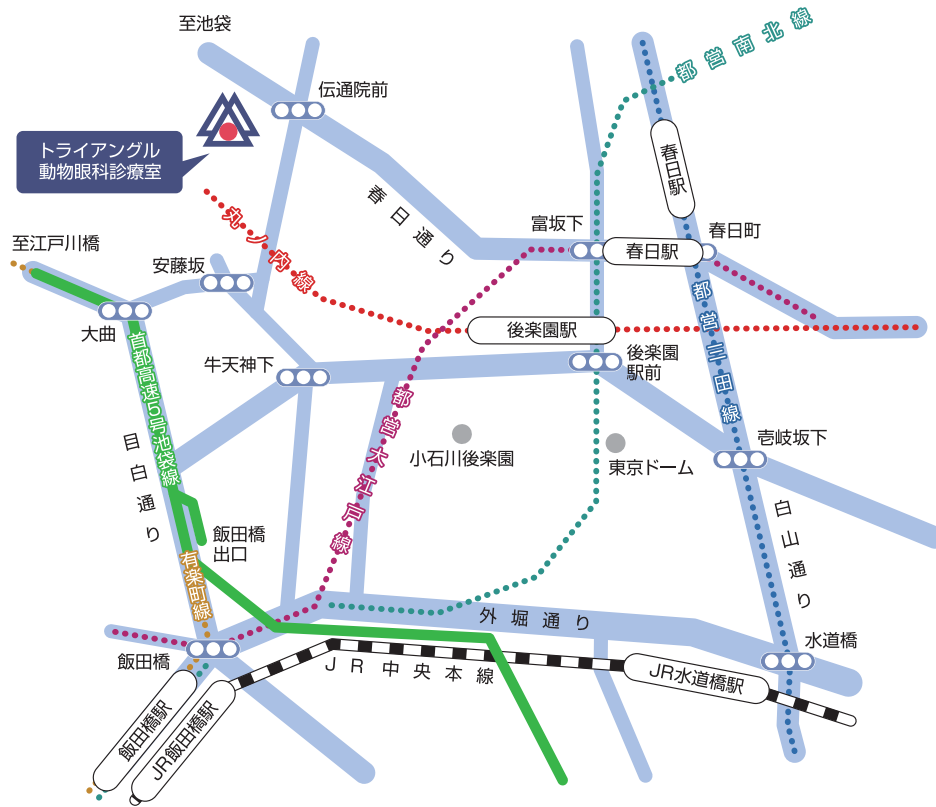 至池袋
伝通院前
都営南北線
トライアングル
動物眼科診療室
春日駅
春日通り
丸ノ内線
富坂下
春日駅
春日町
至江戸川橋
安藤坂
大曲
後楽園駅
都営三田線
首都高速5号池袋線
牛天神下
後楽園
駅前
都営大江戸線
小石川後楽園
東京ドーム
壱岐坂下
目白通り
飯田橋
出口
白山通り
有楽町線
外堀通り
飯田橋
水道橋
JR中央本線
JR水道橋駅
飯田橋駅
JR飯田橋駅